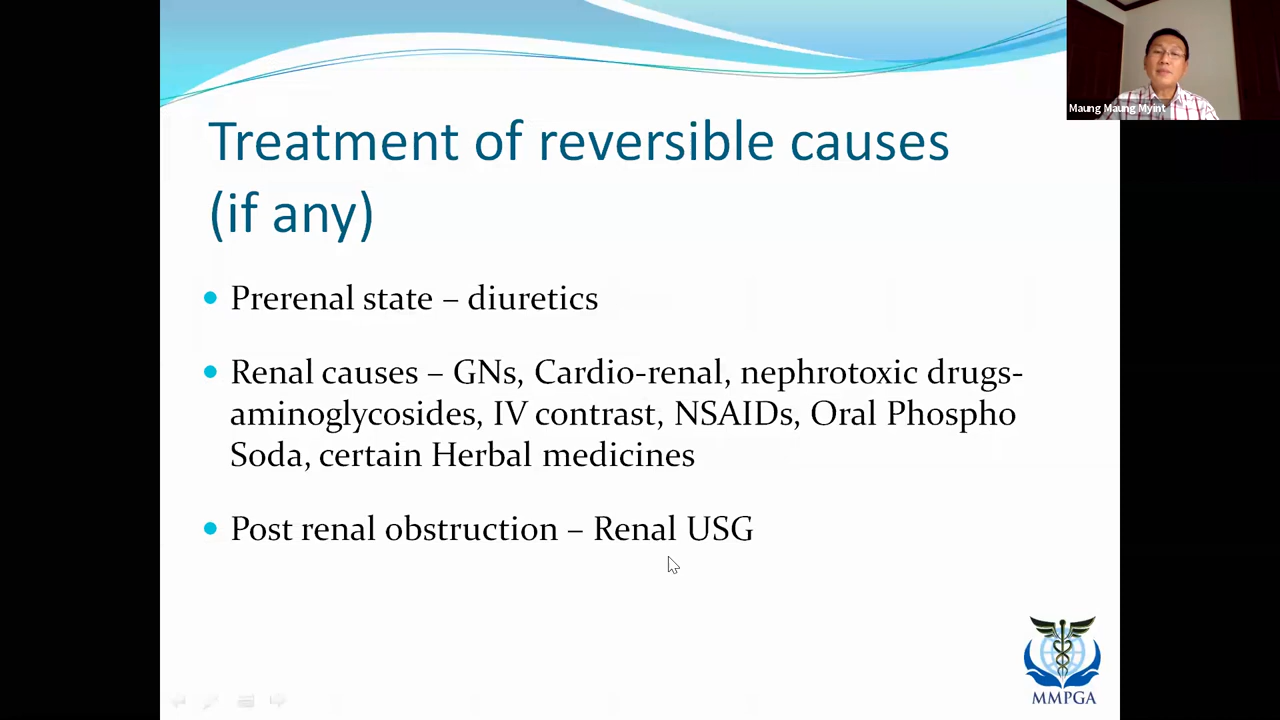 Maung Maung Myint
Treatment of reversible causes
(if any)
• Prerenal state – diuretics
• Renal causes – GNs, Cardio-renal, nephrotoxic drugs-
aminoglycosides, IV contrast, NSAIDs, Oral Phospho
Soda, certain Herbal medicines
• Post renal obstruction – Renal USG
MMPGA